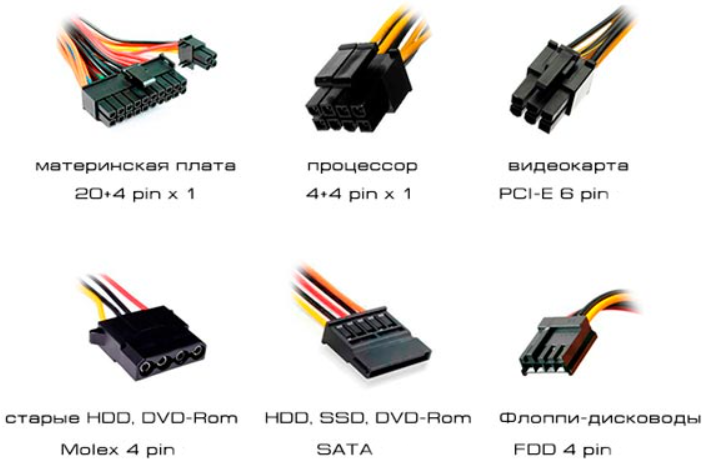 материнская плата
20+4 pin x 1
процессор
4+4 pin x 1
видеокарта
PCI-E 6 pin
старые HDD, DVD-Rom
Molex 4 pin
HDD, SSD, DVD-Rom
SATA
Флоппи-дисководы
FDD 4 pin